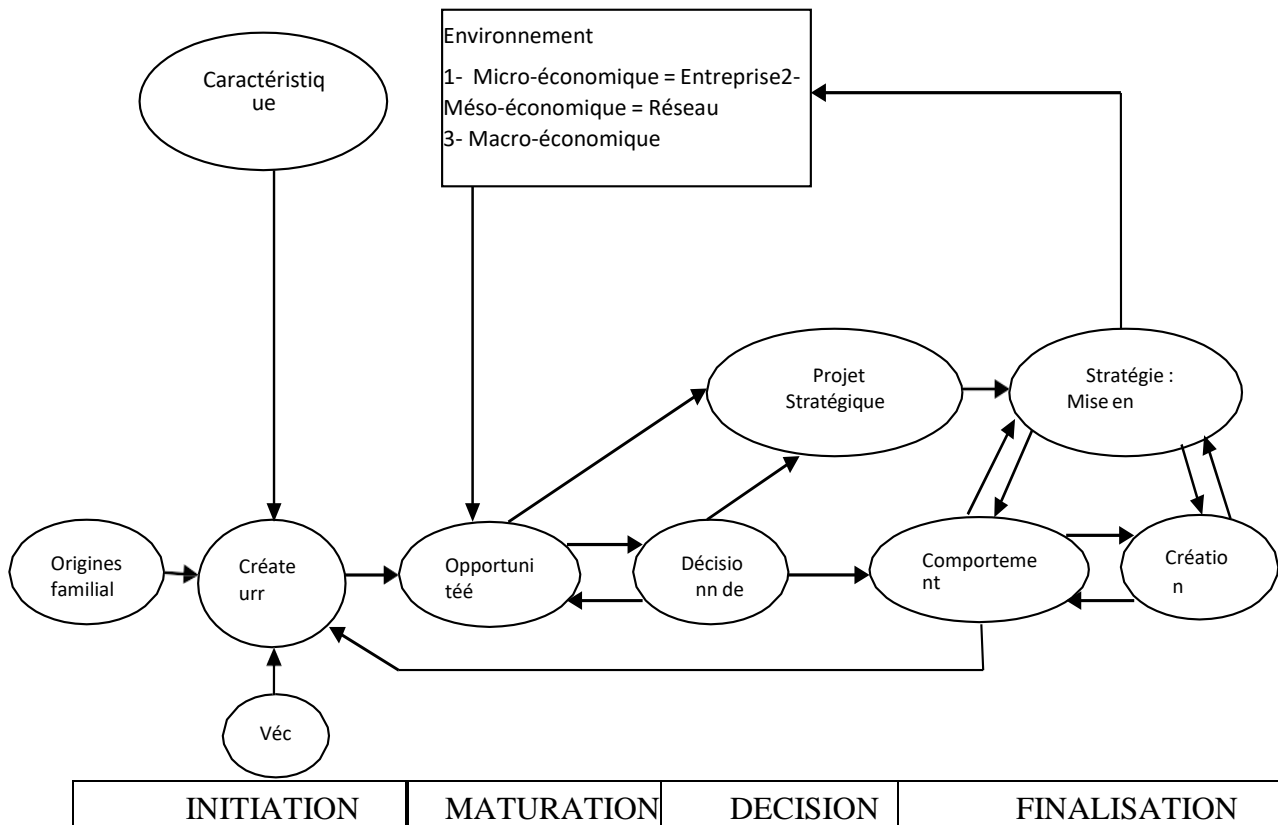 Environnement
1- Micro-économique = Entreprise2-
Méso-économique = Réseau
3- Macro-économique
Caractéristiq
ue
Projet
Stratégique
Stratégie :
Mise en
Origines
familial
Créate
urr
Opportuni
téé
Décisio
nn de
Comporteme
nt
Créatio
n
Véc
INITIATION
MATURATION
DECISION
FINALISATION